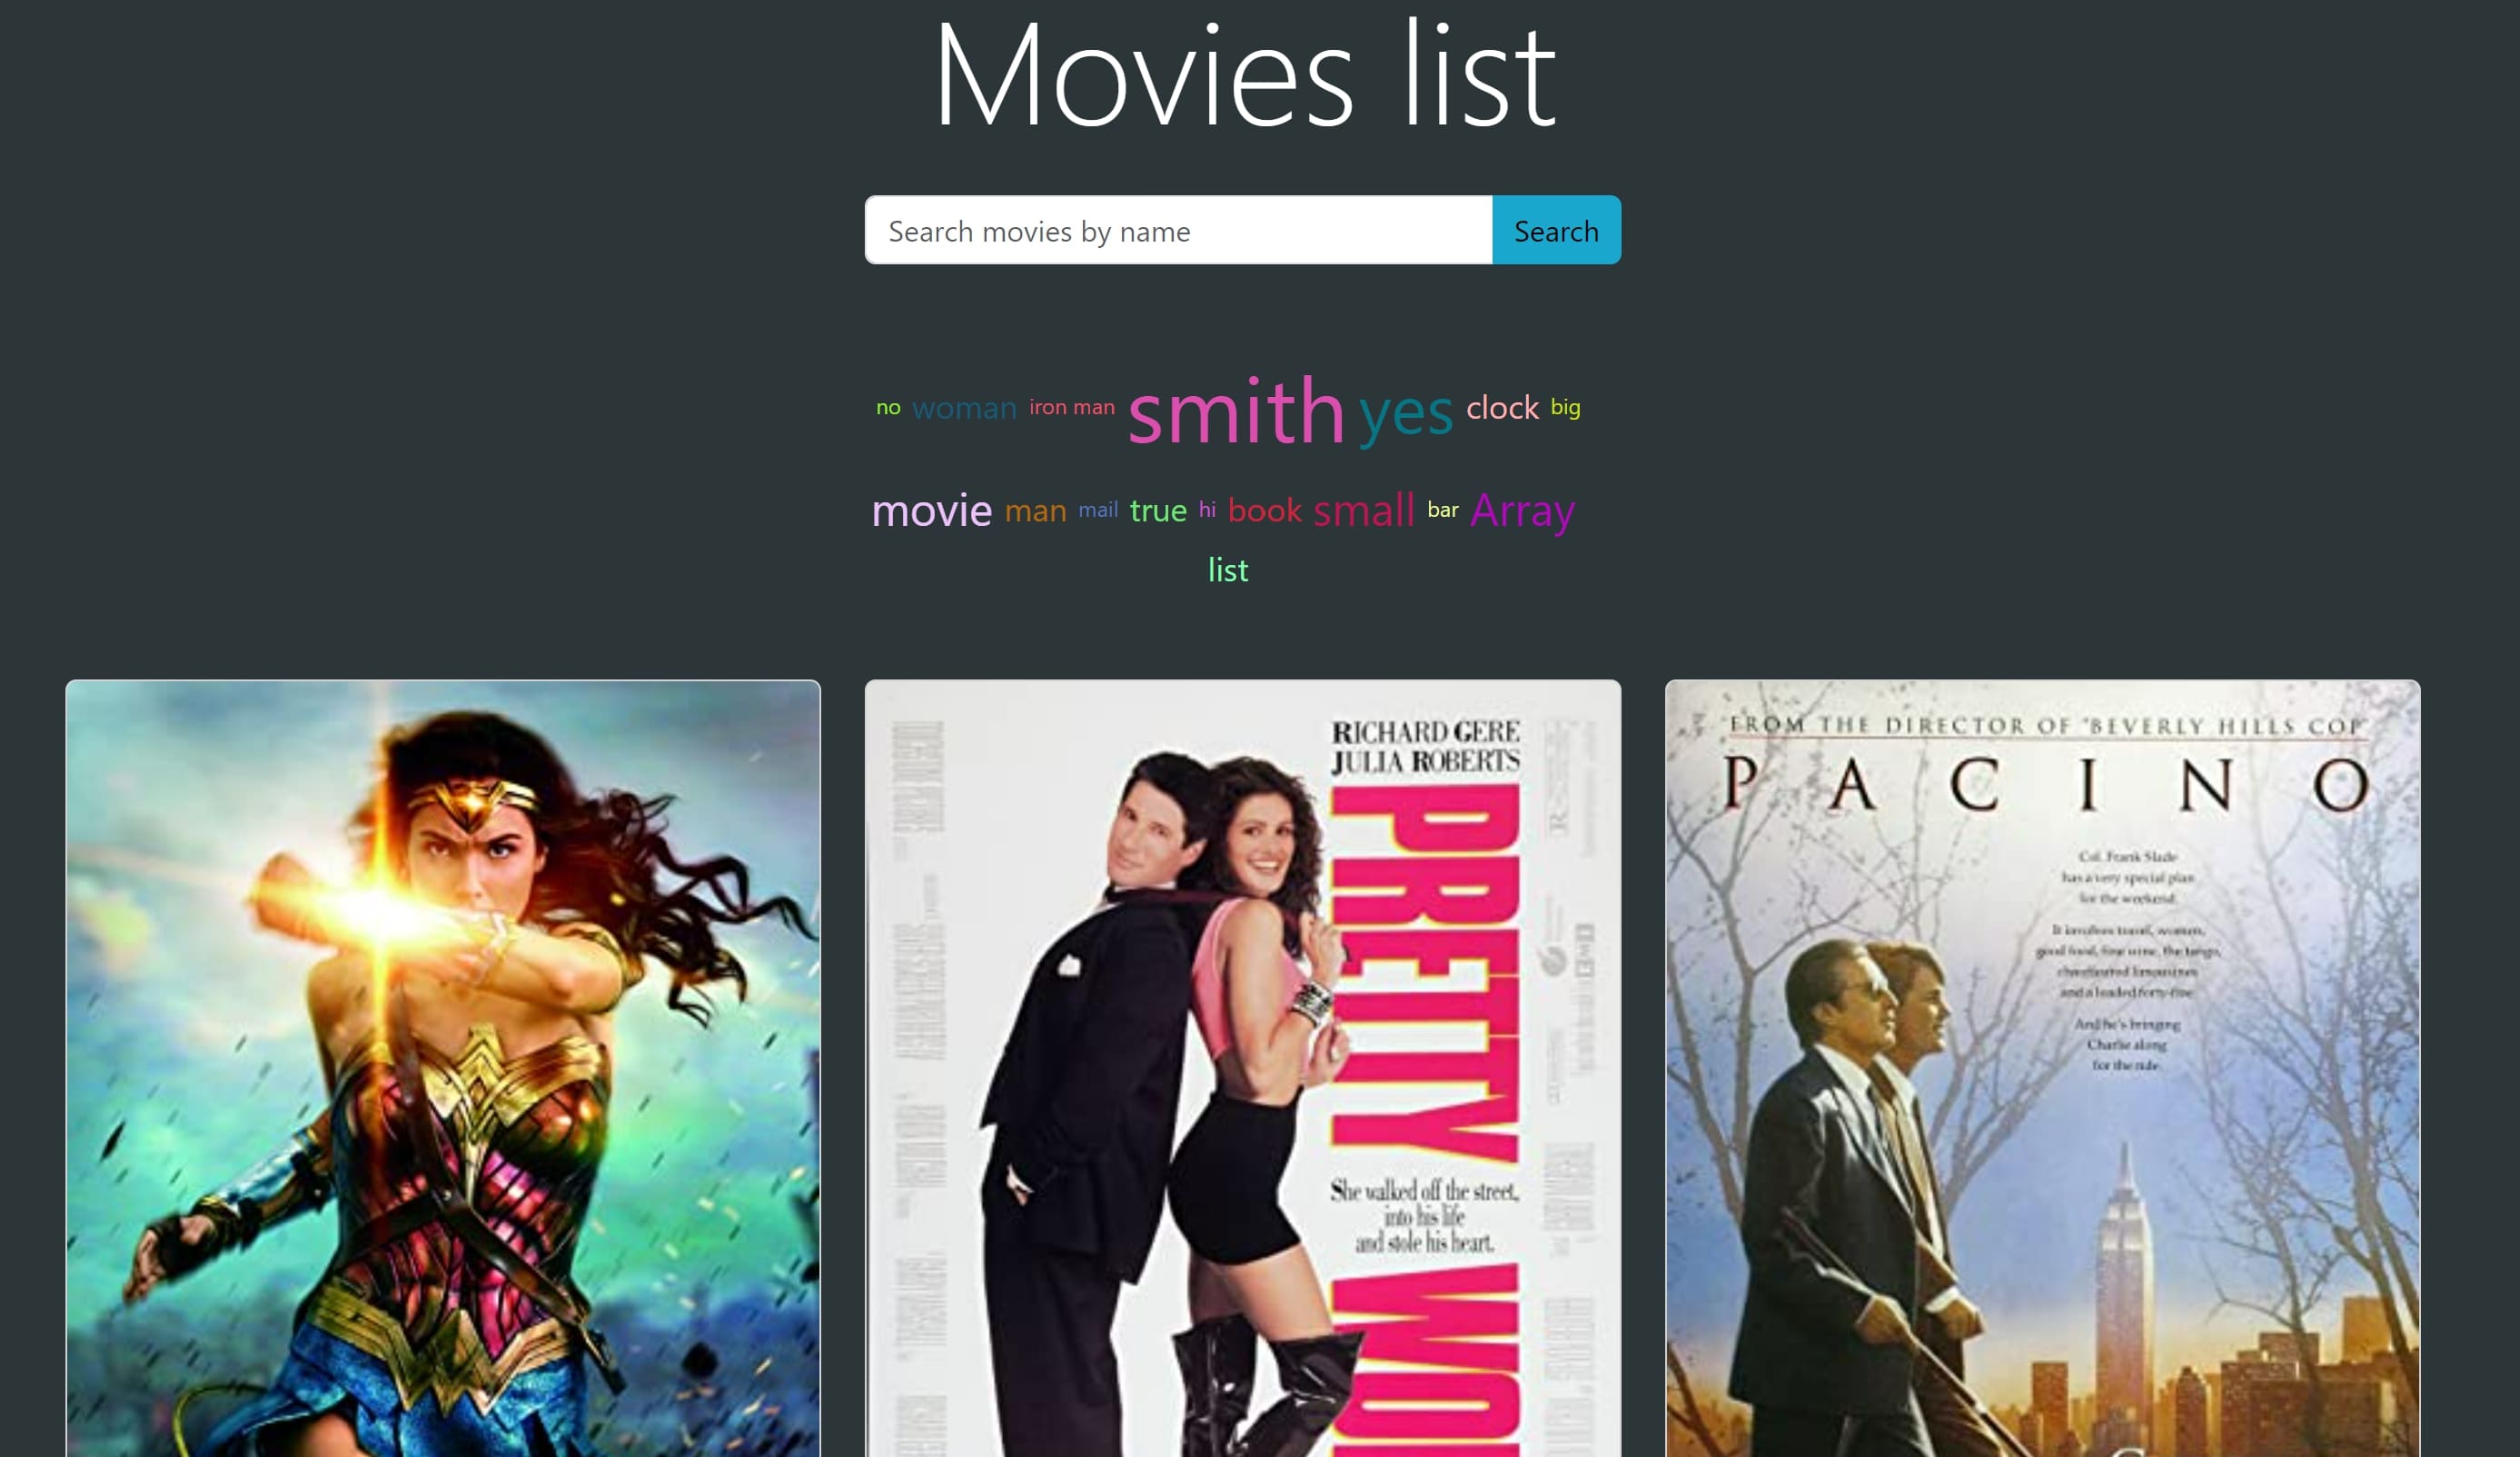 Movies list
Search movies by name Search
no woman iron man smith yes clock big
movie man mail true hi book small bar Array
list
RICHARD GERE
JULIA ROBERTS
PRETTY
She walked off the street,
into his life
and stole his heart.
FROM THE DIRECTOR OF "BEVERLY HILLS COP"
PACINO
Col. Frank Slade
has a very special plan
for the weekend.
It involves travel, women,
good food, fine wine, the tango,
chauffeured limousines
and a loaded forty-five.
And he's bringing
Charlie along
for the ride.